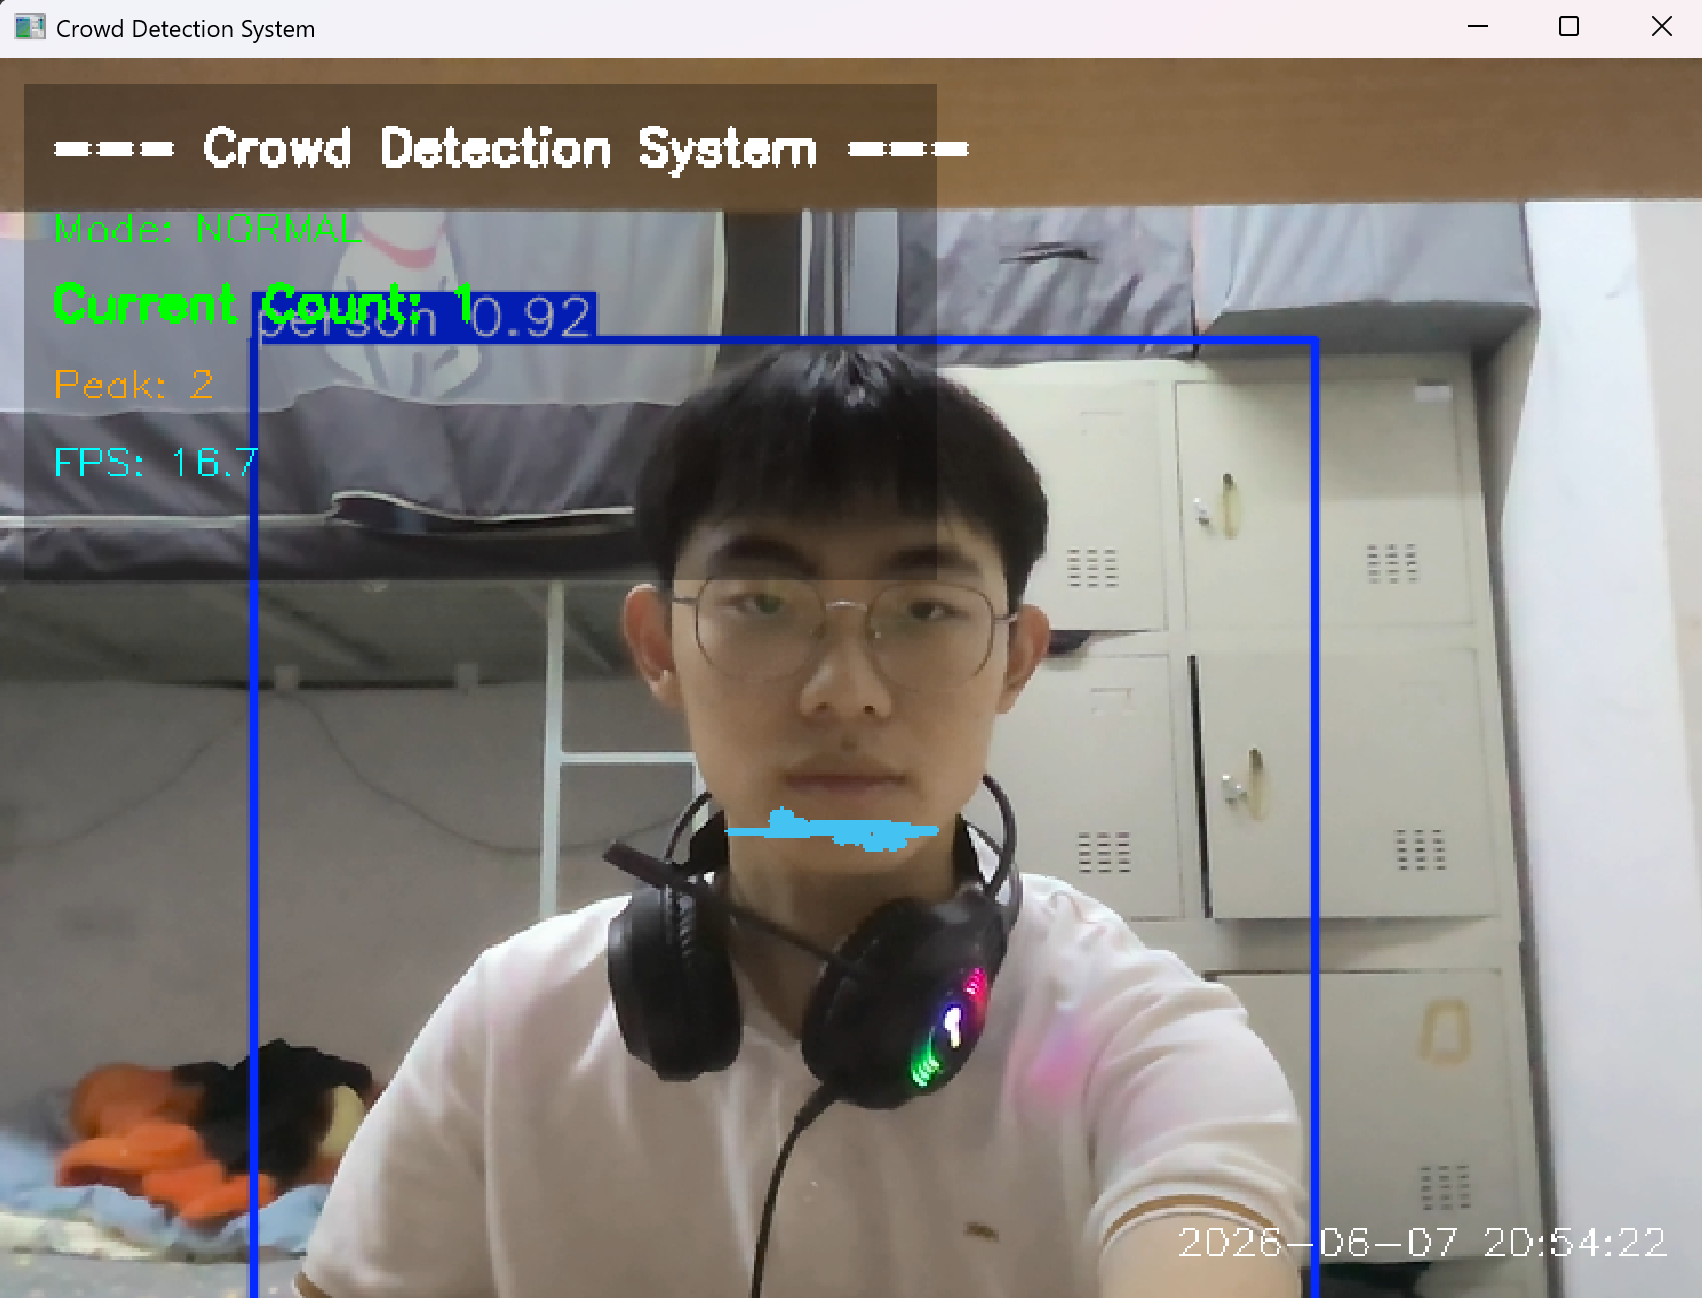 Crowd Detection System
=== Crowd Detection System ===
Mode: NORMAL
Current Count: 1
person 0.92
Peak: 2
FPS: 16.7
2026-06-07 20:54:22